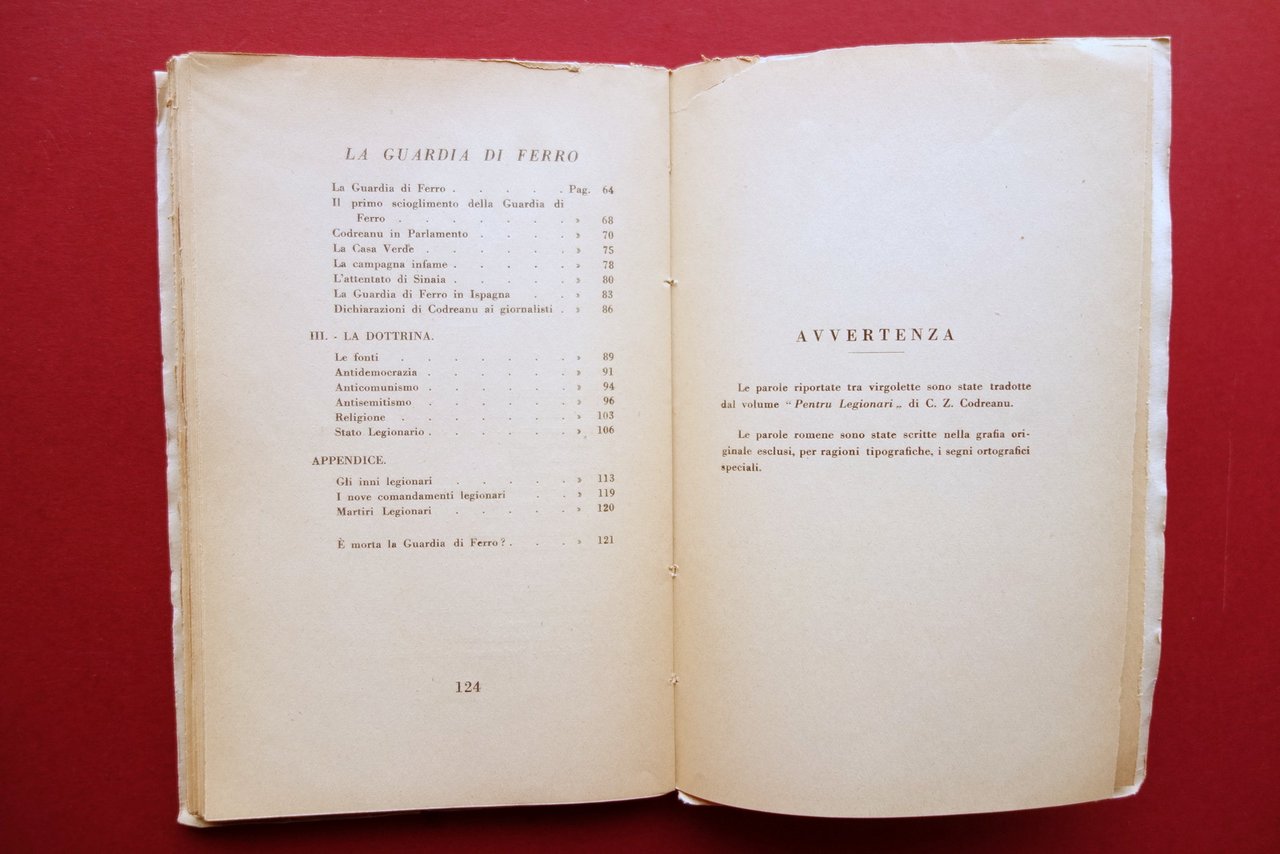 LA GUARDIA DI FERRO
La Guardia di Ferro . . . . . Pag. 64
Il primo scioglimento della Guardia di
Ferro . . . . . . . » 68
Codreanu in Parlamento . . . . » 70
La Casa Verde . . . . . . » 75
La campagna infame . . . . . » 78
L'attentato di Sinaia . . . . . » 80
La Guardia di Ferro in Ispagna . . » 83
Dichiarazioni di Codreanu ai giornalisti . » 86
III. - LA DOTTRINA.
Le fonti . . . . . . . » 89
Antidemocrazia . . . . . . » 91
Anticomunismo . . . . . . » 94
Antisemitismo . . . . . . » 96
Religione . . . . . . . » 103
Stato Legionario . . . . . . » 106
APPENDICE.
Gli inni legionari . . . . . » 113
I nove comandamenti legionari . . » 119
Martiri Legionari . . . . . » 120
È morta la Guardia di Ferro? . . . » 121
124
AVVERTENZA
Le parole riportate tra virgolette sono state tradotte
dal volume “Pentru Legionari„ di C. Z. Codreanu.
Le parole romene sono state scritte nella grafia ori-
ginale esclusi, per ragioni tipografiche, i segni ortografici
speciali.